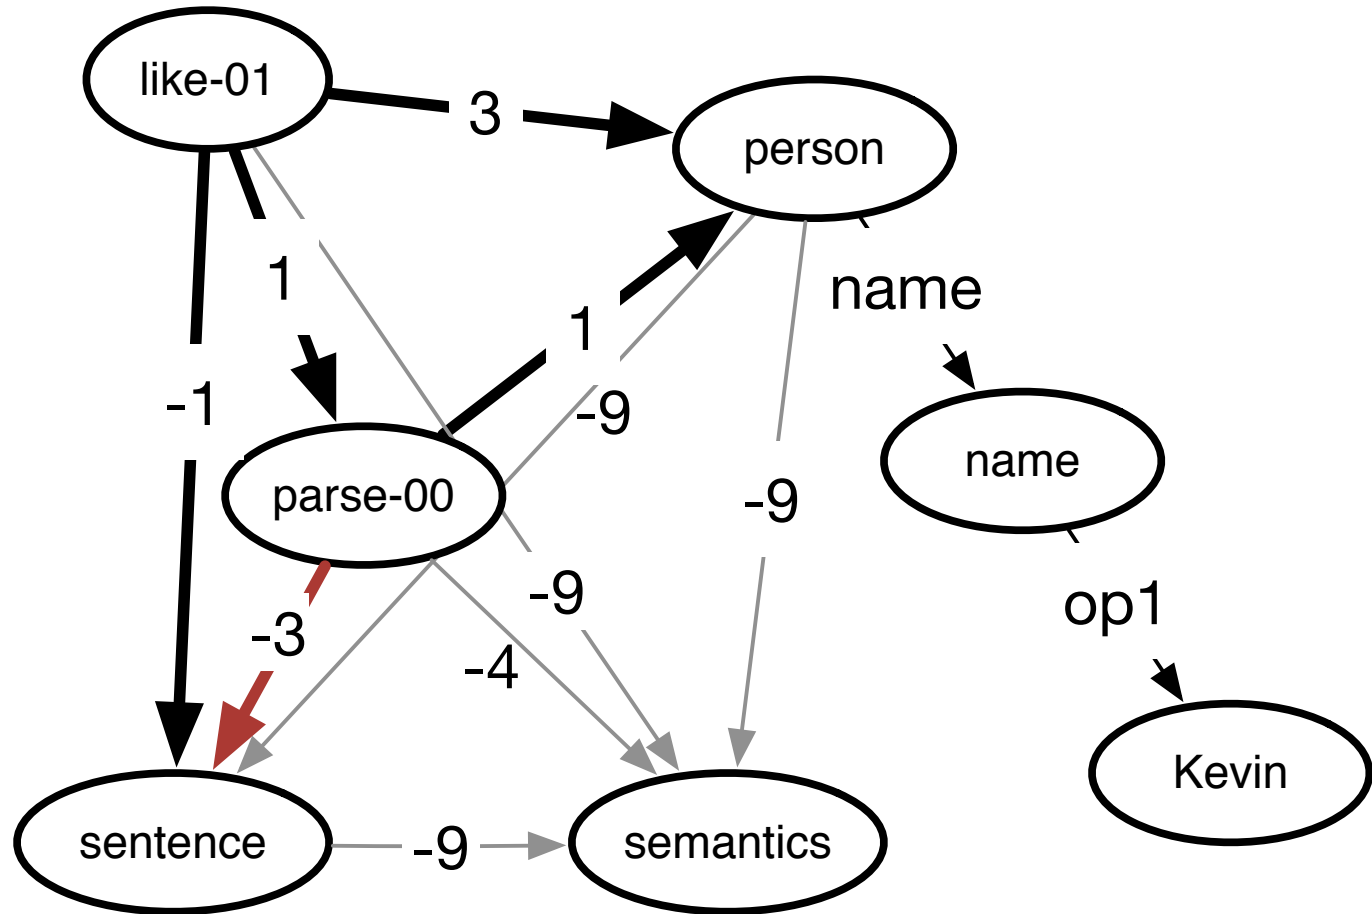 like-01
3
person
1
name
1
-1
-9
name
parse-00
-9
-9
op1
-3
-4
Kevin
sentence
-9
semantics